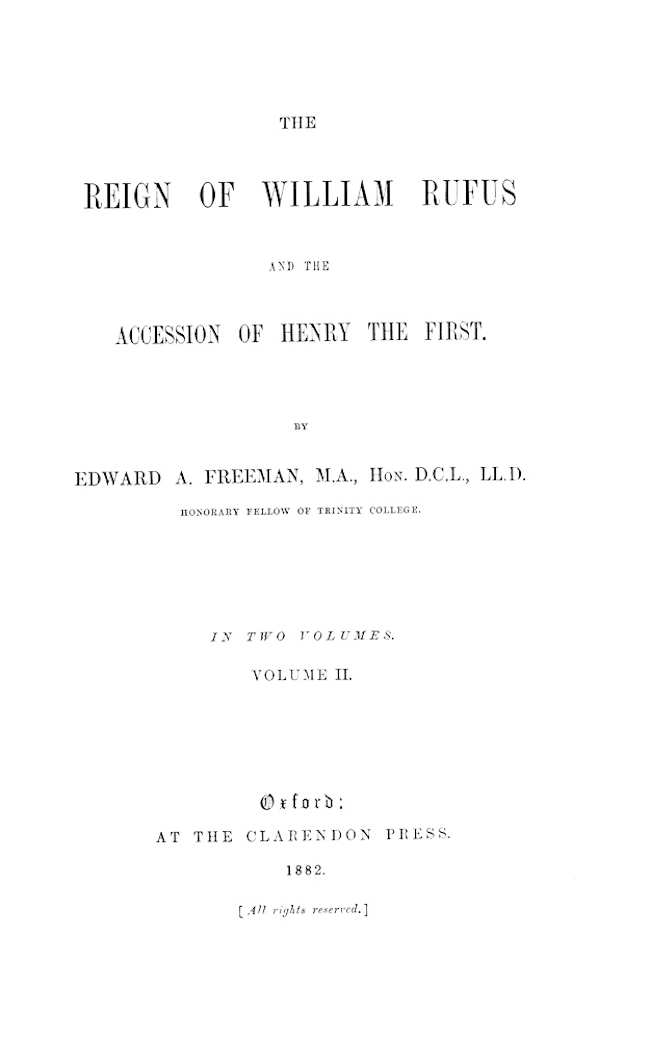 THE
REIGN OF WILLIAM RUFUS
AND THE
ACCESSION OF HENRY THE FIRST.
BY
EDWARD A. FREEMAN, M.A., Hon. D.C.L., LL.D.
HONORARY FELLOW OF TRINITY COLLEGE.
IN TWO VOLUMES.
VOLUME II.
Oxford:
AT THE CLARENDON PRESS.
1882.
[All rights reserved.]